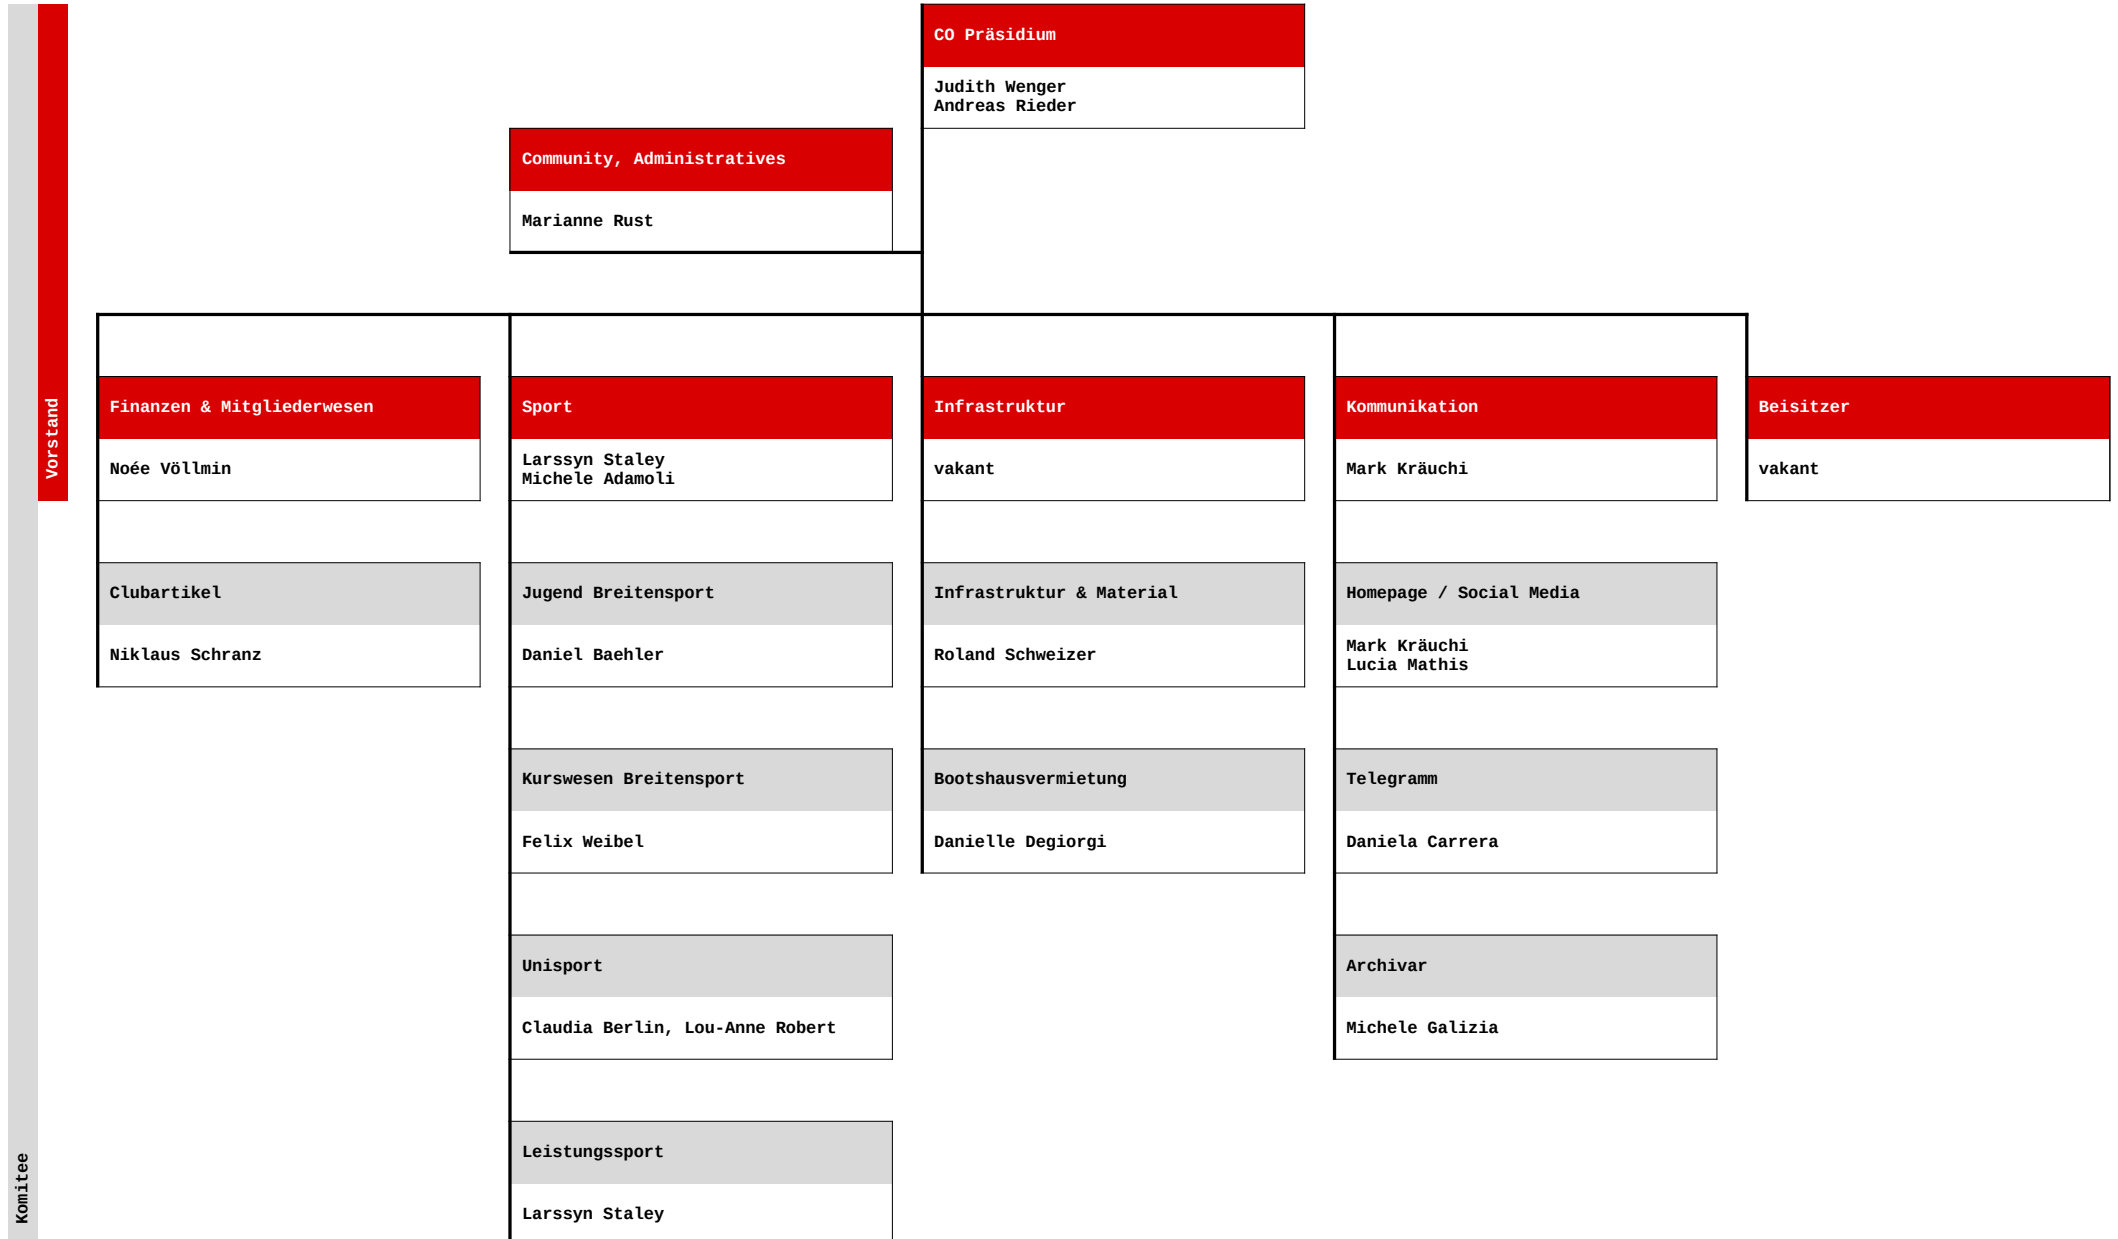 CO Präsidium
Judith Wenger
Andreas Rieder
Community, Administratives
Marianne Rust
Vorstand
Finanzen & Mitgliederwesen
Noée Völlmin
Sport
Larssyn Staley
Michele Adamoli
Infrastruktur
vakant
Kommunikation
Mark Kräuchi
Beisitzer
vakant
Clubartikel
Niklaus Schranz
Jugend Breitensport
Daniel Baehler
Infrastruktur & Material
Roland Schweizer
Homepage / Social Media
Mark Kräuchi
Lucia Mathis
Kurswesen Breitensport
Felix Weibel
Bootshausvermietung
Danielle Degiorgi
Telegramm
Daniela Carrera
Unisport
Claudia Berlin, Lou-Anne Robert
Archivar
Michele Galizia
Leistungssport
Larssyn Staley
Komitee